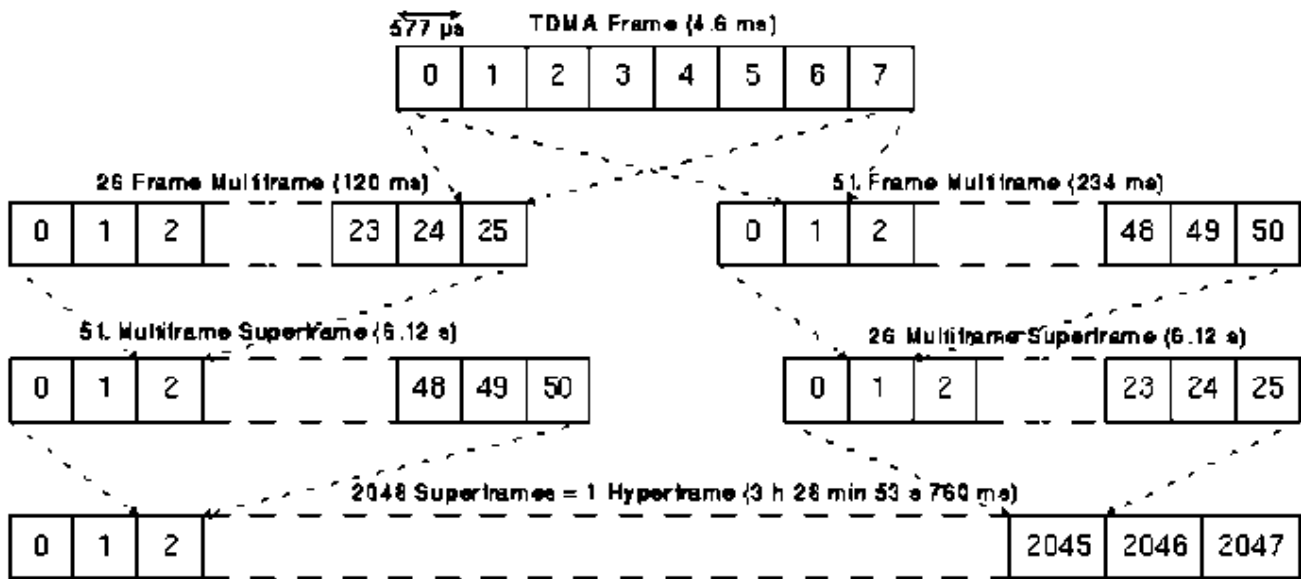 577 µs
TDMA Frame (4.6 ms)
0 1 2 3 4 5 6 7
26 Frame Multiframe (120 ms)
51. Frame Multiframe (234 ms)
0 1 2 23 24 25
0 1 2 48 49 50
51. Multiframe Superframe (6.12 s)
26 Multiframe Superframe (6.12 s)
0 1 2 48 49 50
0 1 2 23 24 25
2048 Superframes = 1 Hyperframe (3 h 28 min 53 s 760 ms)
0 1 2 2045 2046 2047